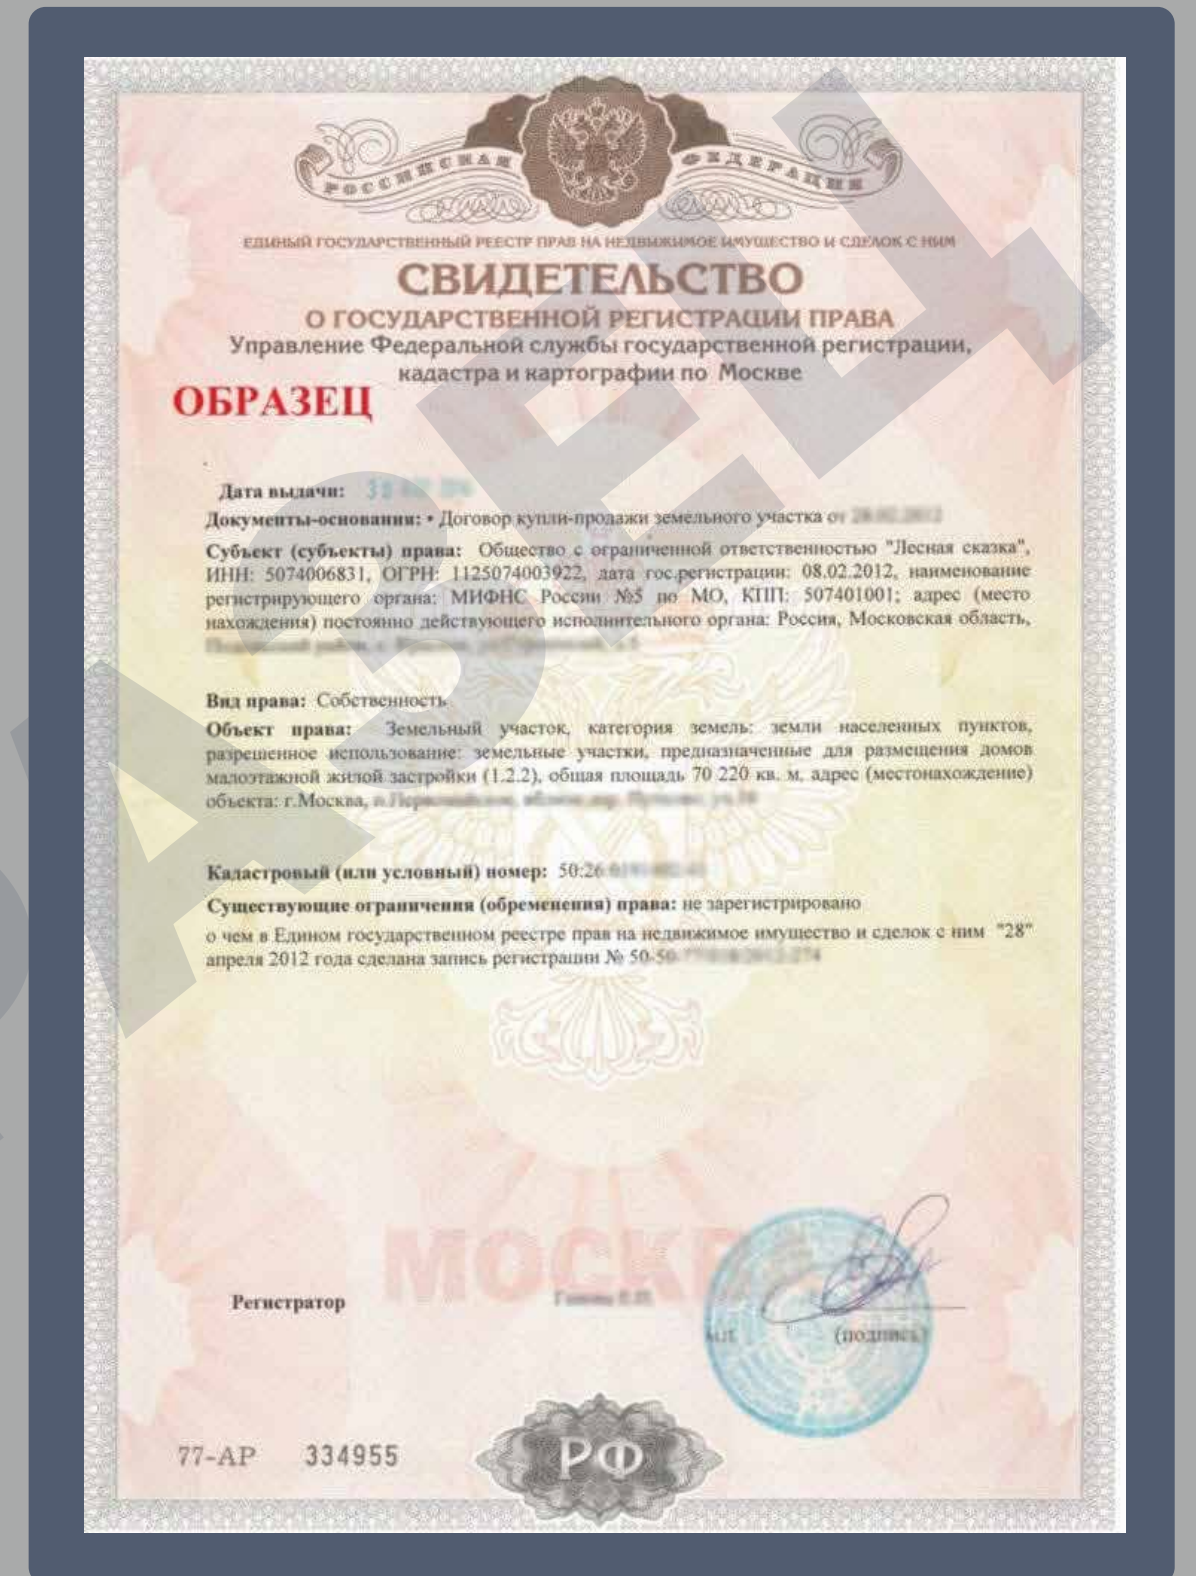 РОССИЙСКАЯ ФЕДЕРАЦИЯ
ЕДИНЫЙ ГОСУДАРСТВЕННЫЙ РЕЕСТР ПРАВ НА НЕДВИЖИМОЕ ИМУЩЕСТВО И СДЕЛОК С НИМ
СВИДЕТЕЛЬСТВО
О ГОСУДАРСТВЕННОЙ РЕГИСТРАЦИИ ПРАВА
Управление Федеральной службы государственной регистрации,
кадастра и картографии по Москве
ОБРАЗЕЦ
Дата выдачи:
Документы-основания: • Договор купли-продажи земельного участка от
Субъект (субъекты) права: Общество с ограниченной ответственностью "Лесная сказка",
ИНН: 5074006831, ОГРН: 1125074003922, дата гос.регистрации: 08.02.2012, наименование
регистрирующего органа: МИФНС России №5 по МО, КПП: 507401001; адрес (место
нахождения) постоянно действующего исполнительного органа: Россия, Московская область,
Вид права: Собственность
Объект права: Земельный участок, категория земель: земли населенных пунктов,
разрешенное использование: земельные участки, предназначенные для размещения домов
малоэтажной жилой застройки (1.2.2), общая площадь 70 220 кв. м, адрес (местонахождение)
объекта: г.Москва,
Кадастровый (или условный) номер: 50:26
Существующие ограничения (обременения) права: не зарегистрировано
о чем в Едином государственном реестре прав на недвижимое имущество и сделок с ним "28"
апреля 2012 года сделана запись регистрации № 50-50
МОСКВА
Регистратор
М.П.
(подпись)
77-АР 334955
РФ